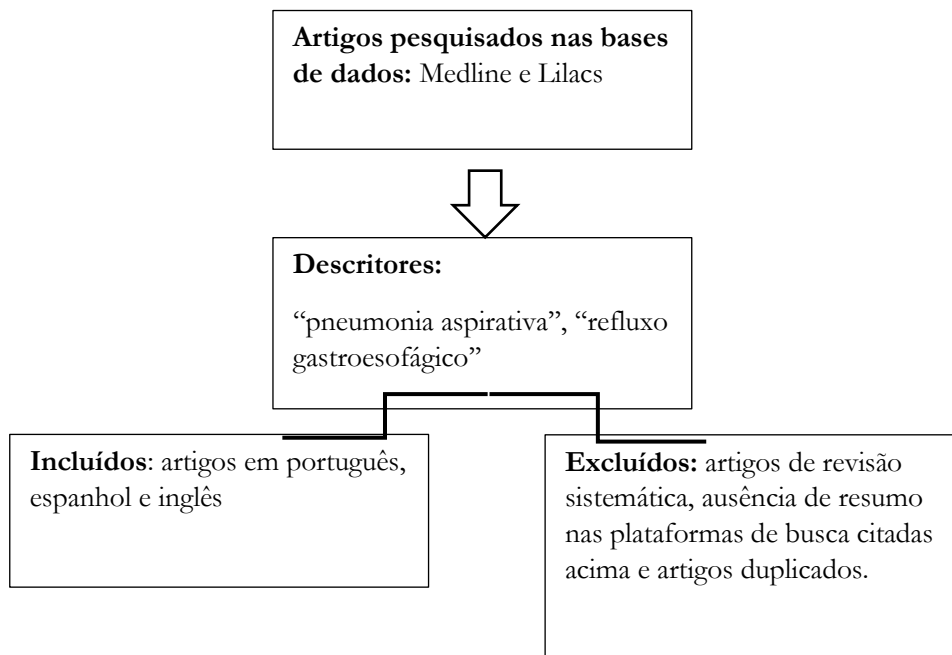 Artigos pesquisados nas bases
de dados: Medline e Lilacs
Descritores:
“pneumonia aspirativa”, “refluxo
gastroesofágico”
Incluídos: artigos em português,
espanhol e inglês
Excluídos: artigos de revisão
sistemática, ausência de resumo
nas plataformas de busca citadas
acima e artigos duplicados.